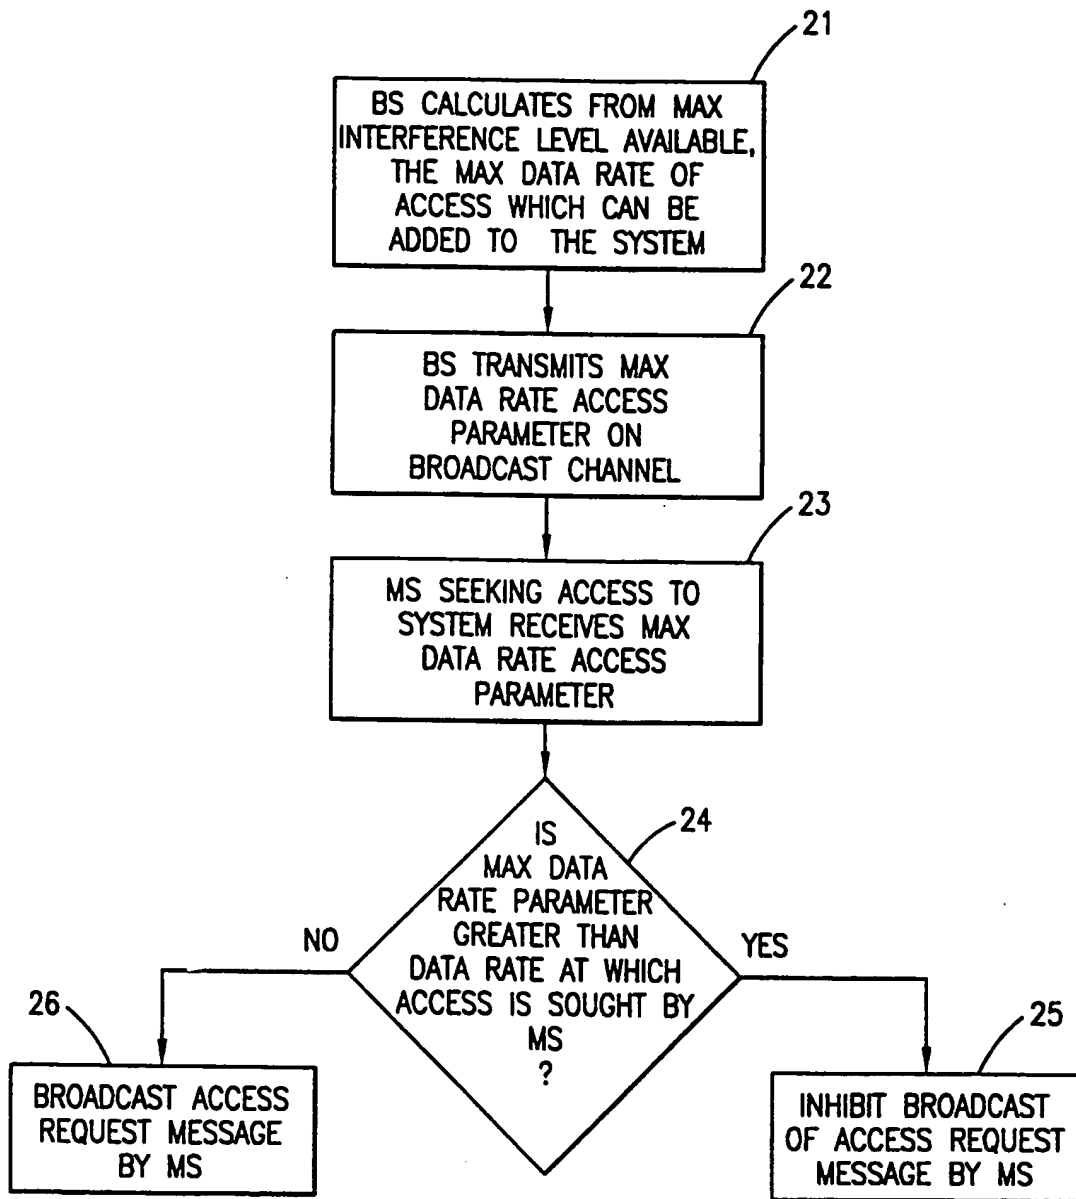 21
BS CALCULATES FROM MAX
INTERFERENCE LEVEL AVAILABLE,
THE MAX DATA RATE OF
ACCESS WHICH CAN BE
ADDED TO THE SYSTEM
22
BS TRANSMITS MAX
DATA RATE ACCESS
PARAMETER ON
BROADCAST CHANNEL
23
MS SEEKING ACCESS TO
SYSTEM RECEIVES MAX
DATA RATE ACCESS
PARAMETER
24
IS
MAX DATA
RATE PARAMETER
GREATER THAN
DATA RATE AT WHICH
ACCESS IS SOUGHT BY
MS
?
NO
YES
26
BROADCAST ACCESS
REQUEST MESSAGE
BY MS
25
INHIBIT BROADCAST
OF ACCESS REQUEST
MESSAGE BY MS